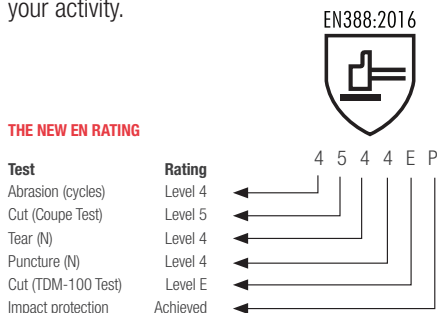 your activity.
EN388:2016
THE NEW EN RATING
4 5 4 4 E P
Test Rating
Abrasion (cycles) Level 4
Cut (Coupe Test) Level 5
Tear (N) Level 4
Puncture (N) Level 4
Cut (TDM-100 Test) Level E
Impact protection Achieved